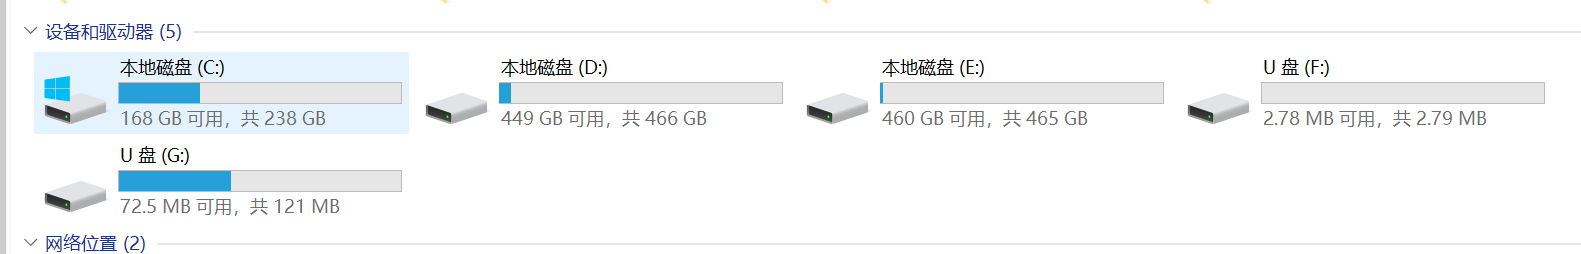 设备和驱动器 (5)
本地磁盘 (C:)
168 GB 可用，共 238 GB
本地磁盘 (D:)
449 GB 可用，共 466 GB
本地磁盘 (E:)
460 GB 可用，共 465 GB
U 盘 (F:)
2.78 MB 可用，共 2.79 MB
U 盘 (G:)
72.5 MB 可用，共 121 MB
网络位置 (2)